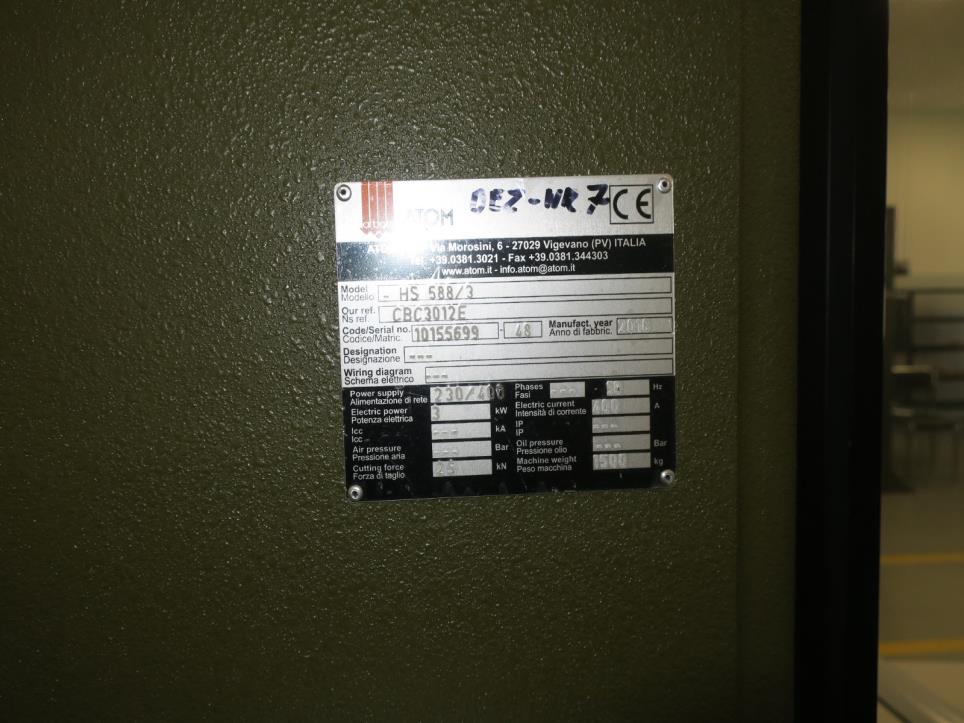 OEZ-NR 7 CE
atom ATOM
Via Morosini, 6 - 27029 Vigevano (PV) ITALIA
Tel. +39.0381.3021 - Fax +39.0381.344303
www.atom.it - info.atom@atom.it
Model
Modello - HS 588/3
Our ref.
Ns ref. CBC3012E
Code/Serial no.
Codice/Matric. 10155699 - 48 Manufact. year
Anno di fabbric.
Designation
Designazione ---
Wiring diagram
Schema elettrico ---
Power supply
Alimentazione di rete 230/400 Phases
Fasi --- Hz
Electric power
Potenza elettrica 3 kW Electric current
Intensità di corrente 400 A
Icc
Icc --- kA IP
IP ---
Air pressure
Pressione aria --- Bar Oil pressure
Pressione olio --- Bar
Cutting force
Forza di taglio 25 kN Machine weight
Peso macchina 1500 kg